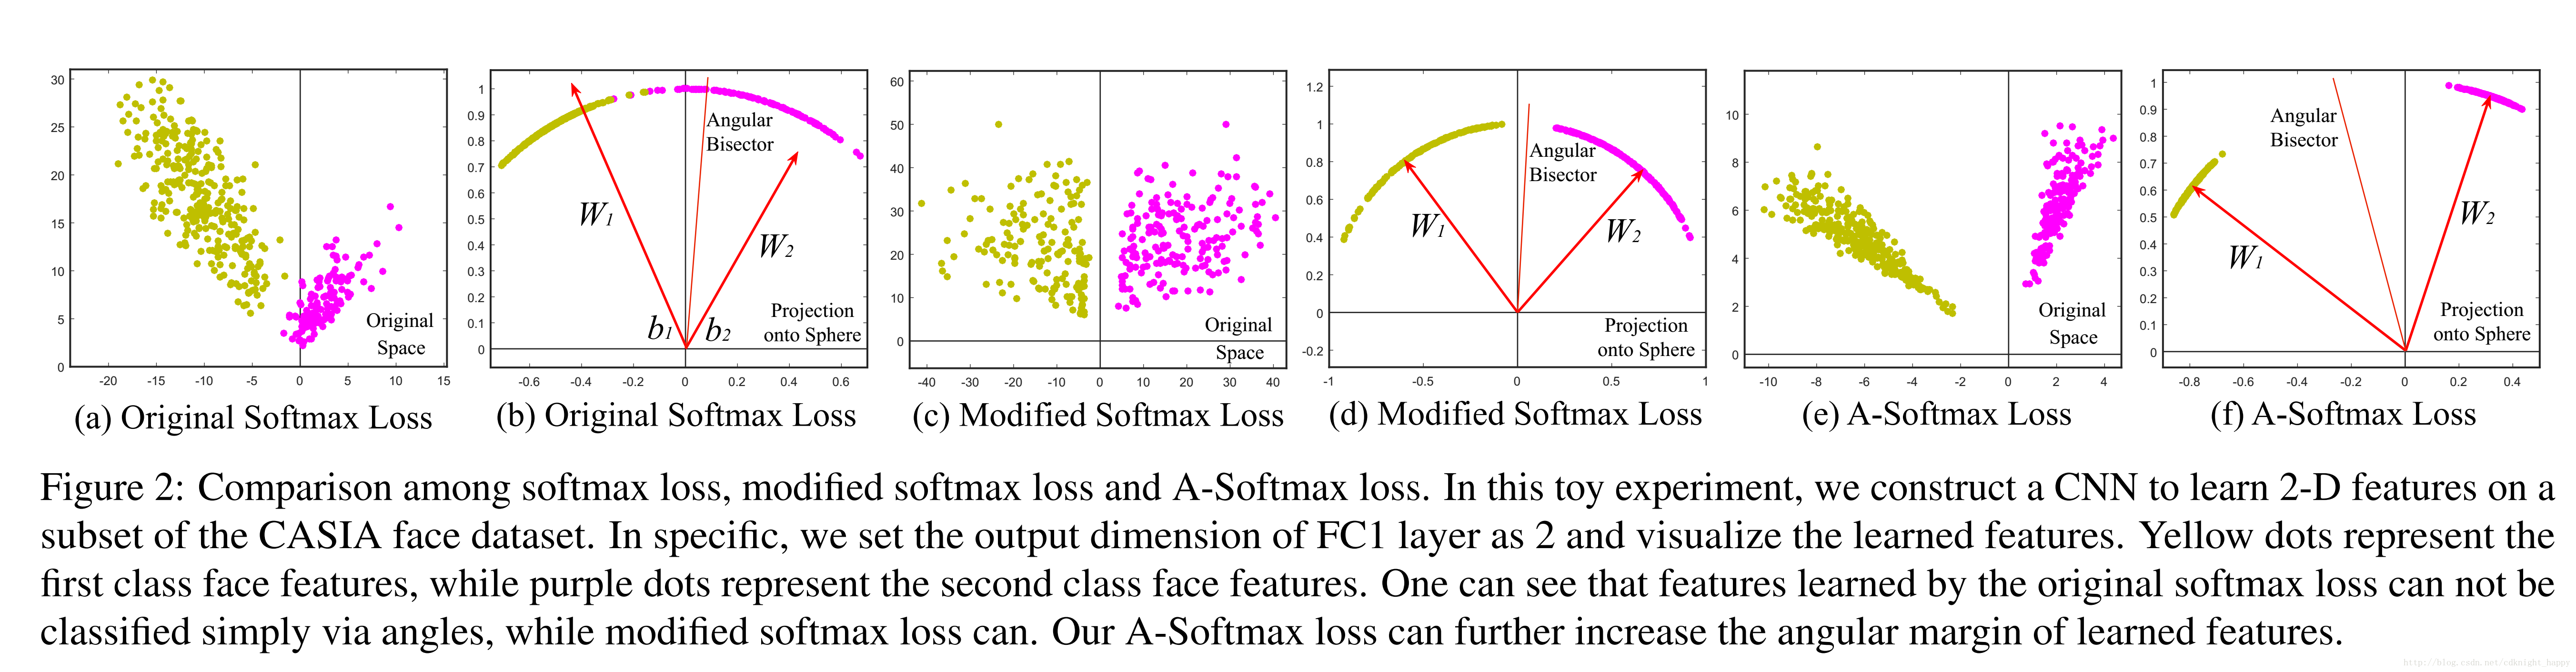 30
25
20
15
10
5
0
-20 -15 -10 -5 0 5 10 15
Original
Space
(a) Original Softmax Loss
1
0.9
0.8
0.7
0.6
0.5
0.4
0.3
0.2
0.1
0
-0.6 -0.4 -0.2 0 0.2 0.4 0.6
Angular
Bisector
W1
W2
b1 b2
Projection
onto Sphere
(b) Original Softmax Loss
60
50
40
30
20
10
0
-40 -30 -20 -10 0 10 20 30 40
Original
Space
(c) Modified Softmax Loss
1.2
1
0.8
0.6
0.4
0.2
0
-0.2
-1 -0.5 0 0.5 1
Angular
Bisector
W1
W2
Projection
onto Sphere
(d) Modified Softmax Loss
10
8
6
4
2
0
-10 -8 -6 -4 -2 0 2 4
Original
Space
(e) A-Softmax Loss
1
0.9
0.8
0.7
0.6
0.5
0.4
0.3
0.2
0.1
0
-0.8 -0.6 -0.4 -0.2 0 0.2 0.4
Angular
Bisector
W1
W2
Projection
onto Sphere
(f) A-Softmax Loss
Figure 2: Comparison among softmax loss, modified softmax loss and A-Softmax loss. In this toy experiment, we construct a CNN to learn 2-D features on a
subset of the CASIA face dataset. In specific, we set the output dimension of FC1 layer as 2 and visualize the learned features. Yellow dots represent the
first class face features, while purple dots represent the second class face features. One can see that features learned by the original softmax loss can not be
classified simply via angles, while modified softmax loss can. Our A-Softmax loss can further increase the angular margin of learned features.